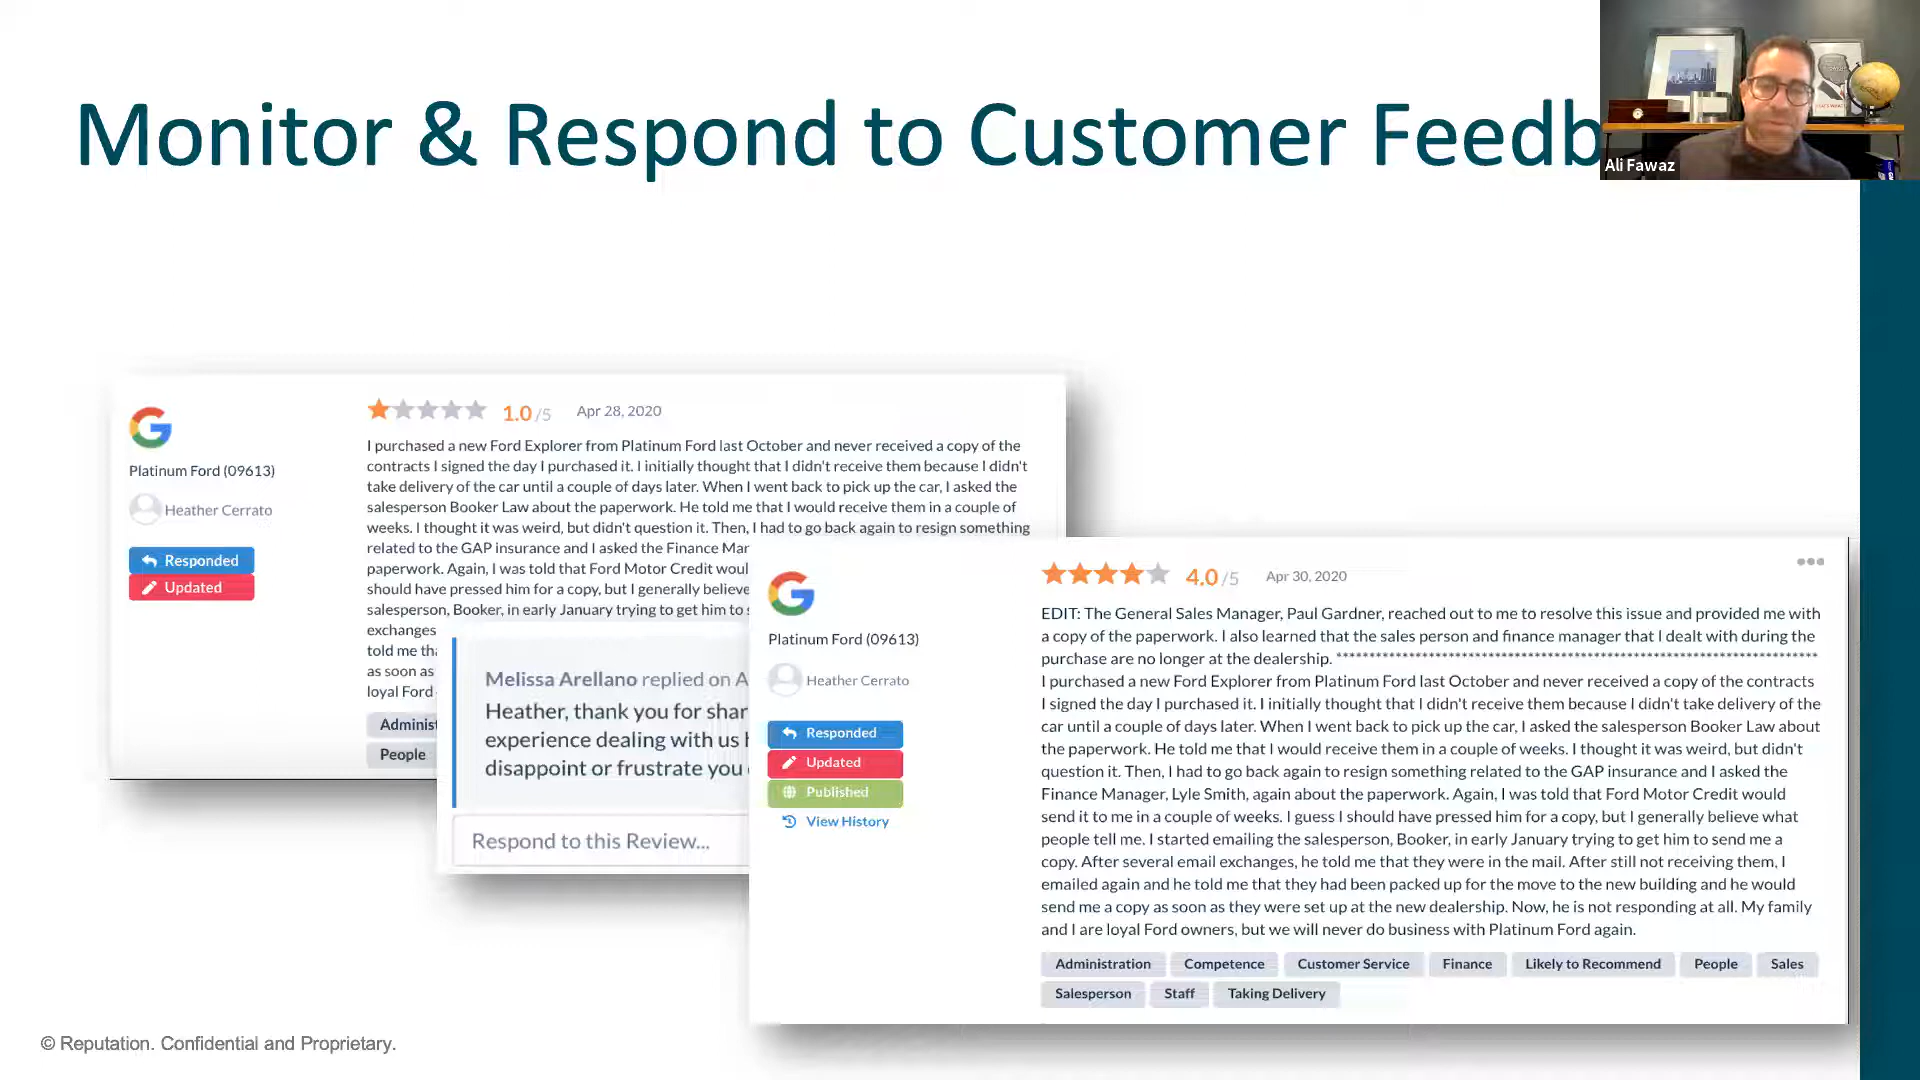 Monitor & Respond to Customer Feedb
Ali Fawaz
1.0 /5 Apr 28, 2020
Platinum Ford (09613)
Heather Cerrato
Responded
Updated
I purchased a new Ford Explorer from Platinum Ford last October and never received a copy of the
contracts I signed the day I purchased it. I initially thought that I didn't receive them because I didn't
take delivery of the car until a couple of days later. When I went back to pick up the car, I asked the
salesperson Booker Law about the paperwork. He told me that I would receive them in a couple of
weeks. I thought it was weird, but didn't question it. Then, I had to go back again to resign something
related to the GAP insurance and I asked the Finance Mar
paperwork. Again, I was told that Ford Motor Credit woul
should have pressed him for a copy, but I generally believe
salesperson, Booker, in early January trying to get him to s
exchanges
told me tha
as soon as
loyal Ford
Administ
People
Melissa Arellano replied on A
Heather, thank you for shar
experience dealing with us h
disappoint or frustrate you
Respond to this Review...
4.0 /5 Apr 30, 2020
Platinum Ford (09613)
Heather Cerrato
Responded
Updated
Published
View History
EDIT: The General Sales Manager, Paul Gardner, reached out to me to resolve this issue and provided me with
a copy of the paperwork. I also learned that the sales person and finance manager that I dealt with during the
purchase are no longer at the dealership. **************************************************************************
I purchased a new Ford Explorer from Platinum Ford last October and never received a copy of the contracts
I signed the day I purchased it. I initially thought that I didn't receive them because I didn't take delivery of the
car until a couple of days later. When I went back to pick up the car, I asked the salesperson Booker Law about
the paperwork. He told me that I would receive them in a couple of weeks. I thought it was weird, but didn't
question it. Then, I had to go back again to resign something related to the GAP insurance and I asked the
Finance Manager, Lyle Smith, again about the paperwork. Again, I was told that Ford Motor Credit would
send it to me in a couple of weeks. I guess I should have pressed him for a copy, but I generally believe what
people tell me. I started emailing the salesperson, Booker, in early January trying to get him to send me a
copy. After several email exchanges, he told me that they were in the mail. After still not receiving them, I
emailed again and he told me that they had been packed up for the move to the new building and he would
send me a copy as soon as they were set up at the new dealership. Now, he is not responding at all. My family
and I are loyal Ford owners, but we will never do business with Platinum Ford again.
Administration Competence Customer Service Finance Likely to Recommend People Sales
Salesperson Staff Taking Delivery
© Reputation. Confidential and Proprietary.